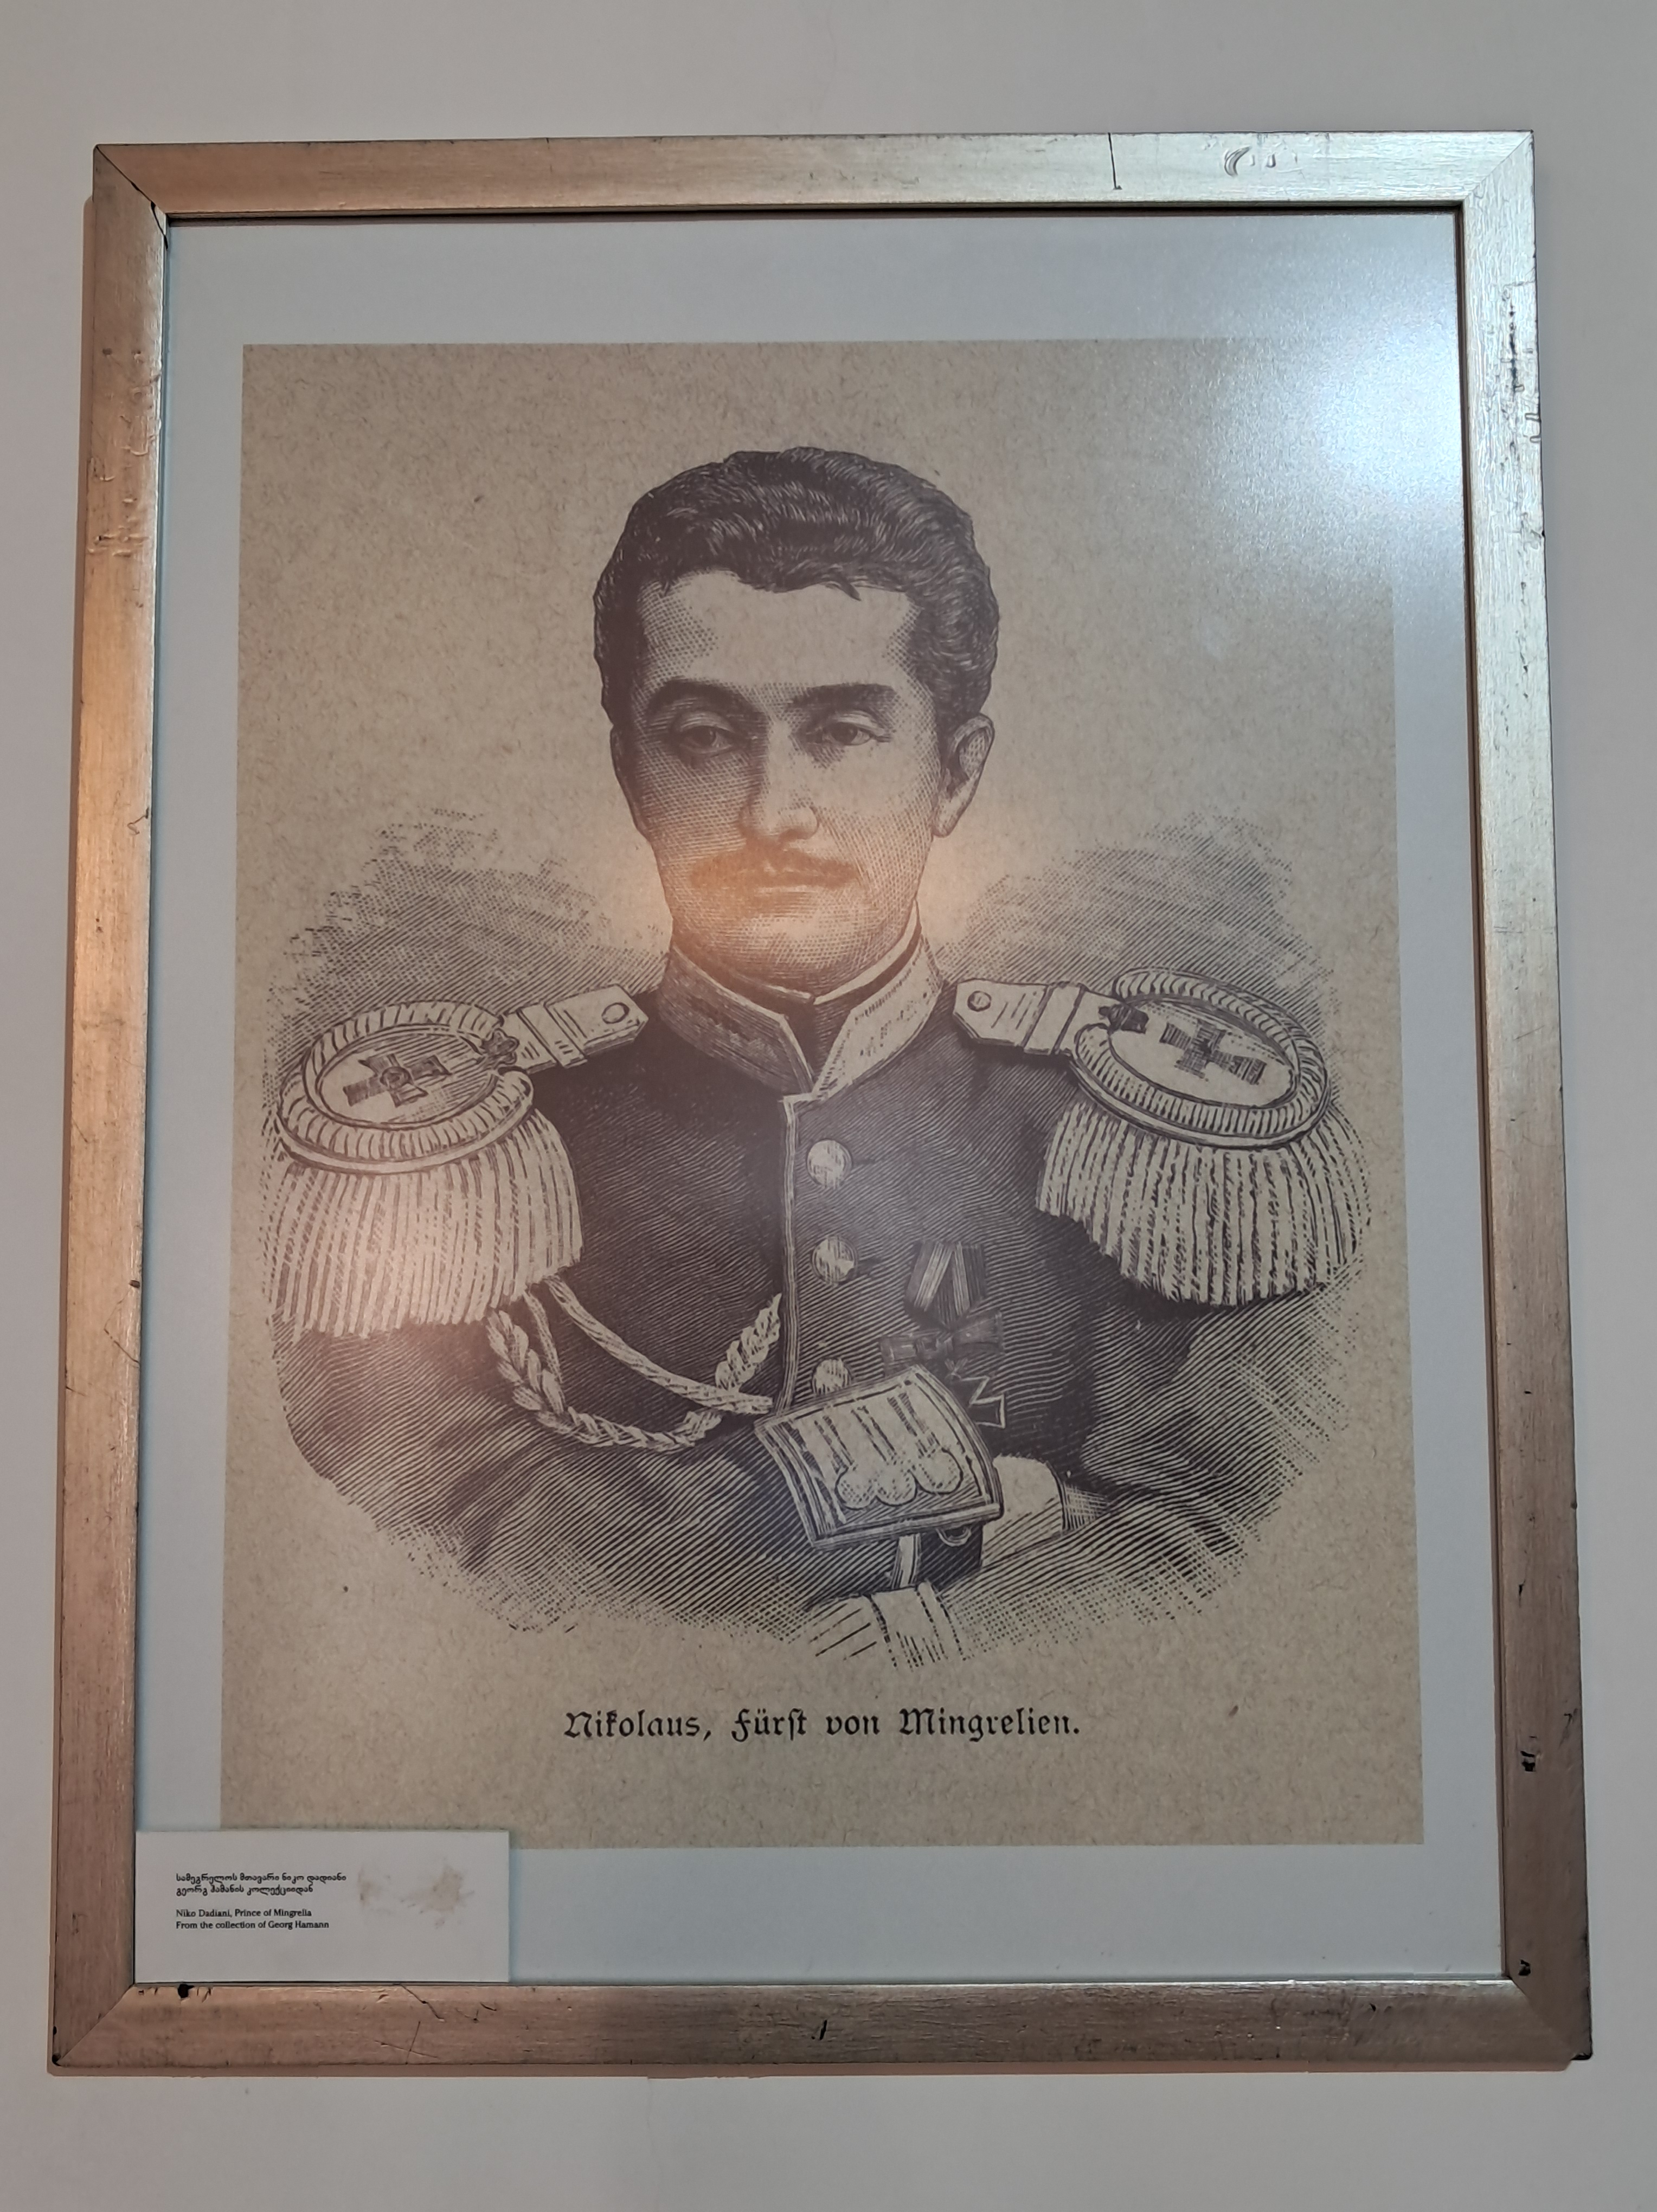 Nikolaus, Fürst von Mingrelien.
სამეგრელოს მთავარი ნიკო დადიანი
გეორგ ჰამანის კოლექციიდან
Niko Dadiani, Prince of Mingrelia
From the collection of Georg Hamann